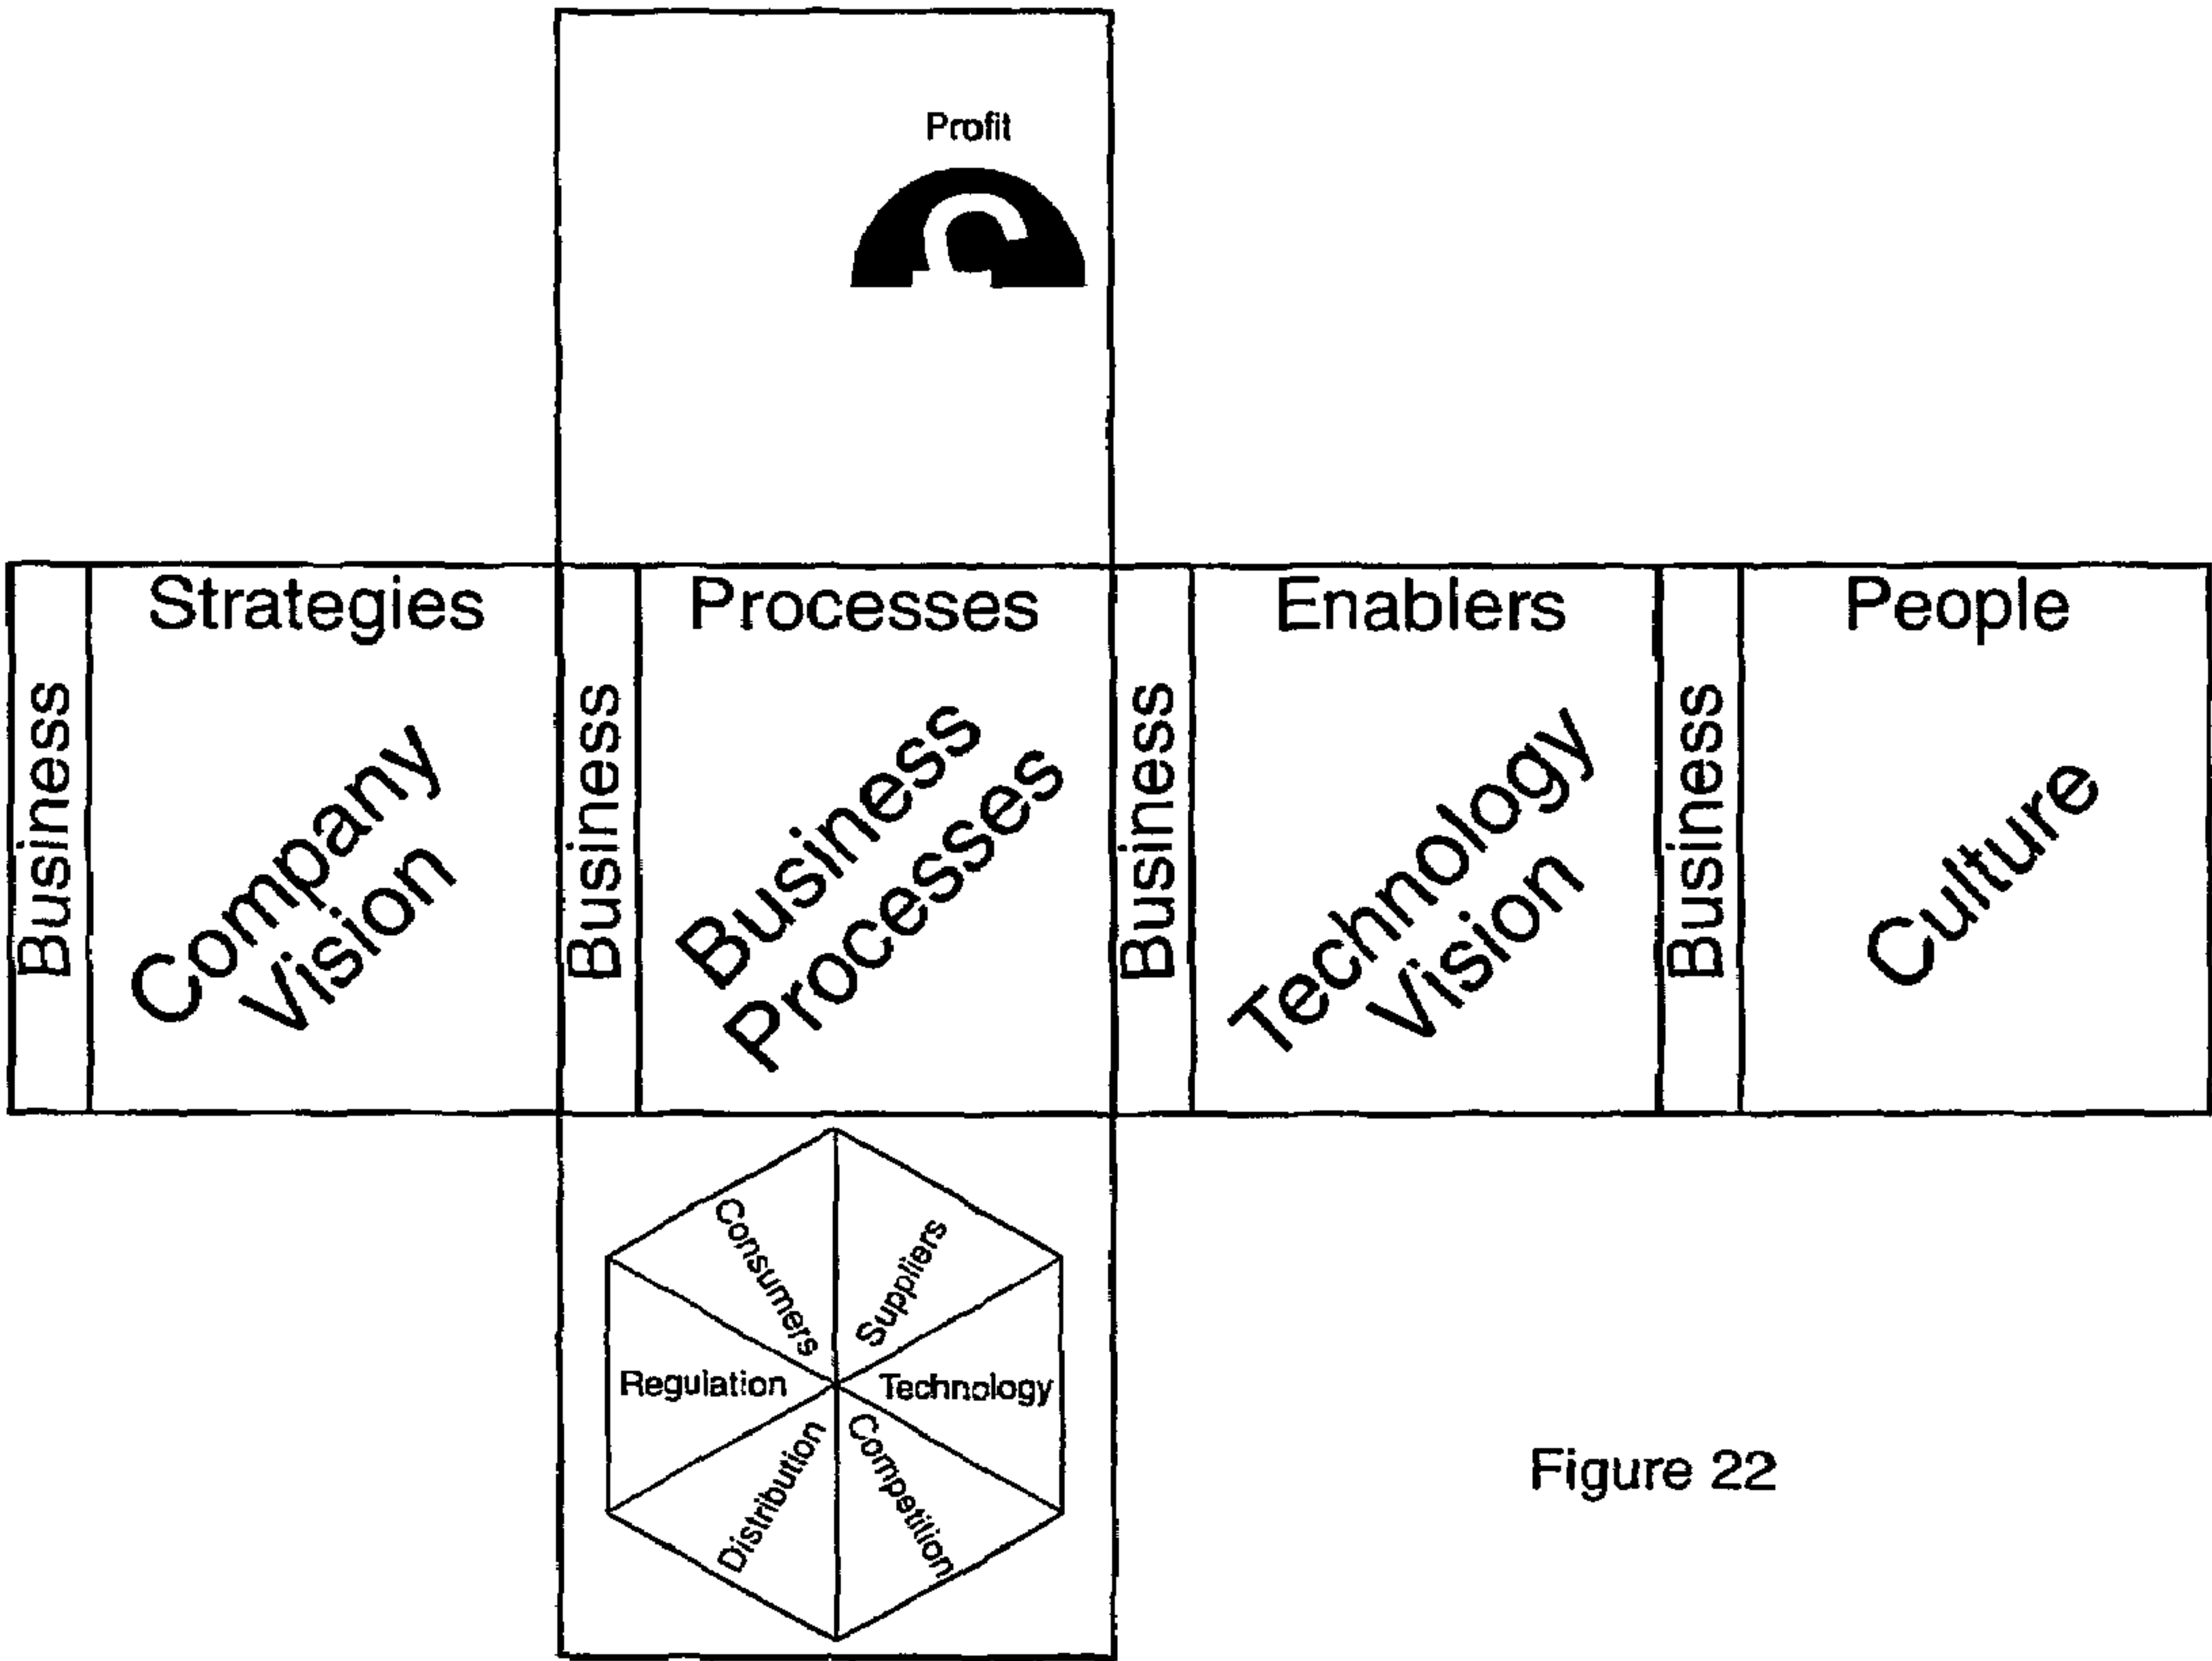 Profit
Strategies
Processes
Enablers
People
Business
Company
Vision
Business
Business
Processes
Business
Technology
Vision
Business
Culture
Consumers
Suppliers
Regulation
Technology
Distribution
Competition
Figure 22